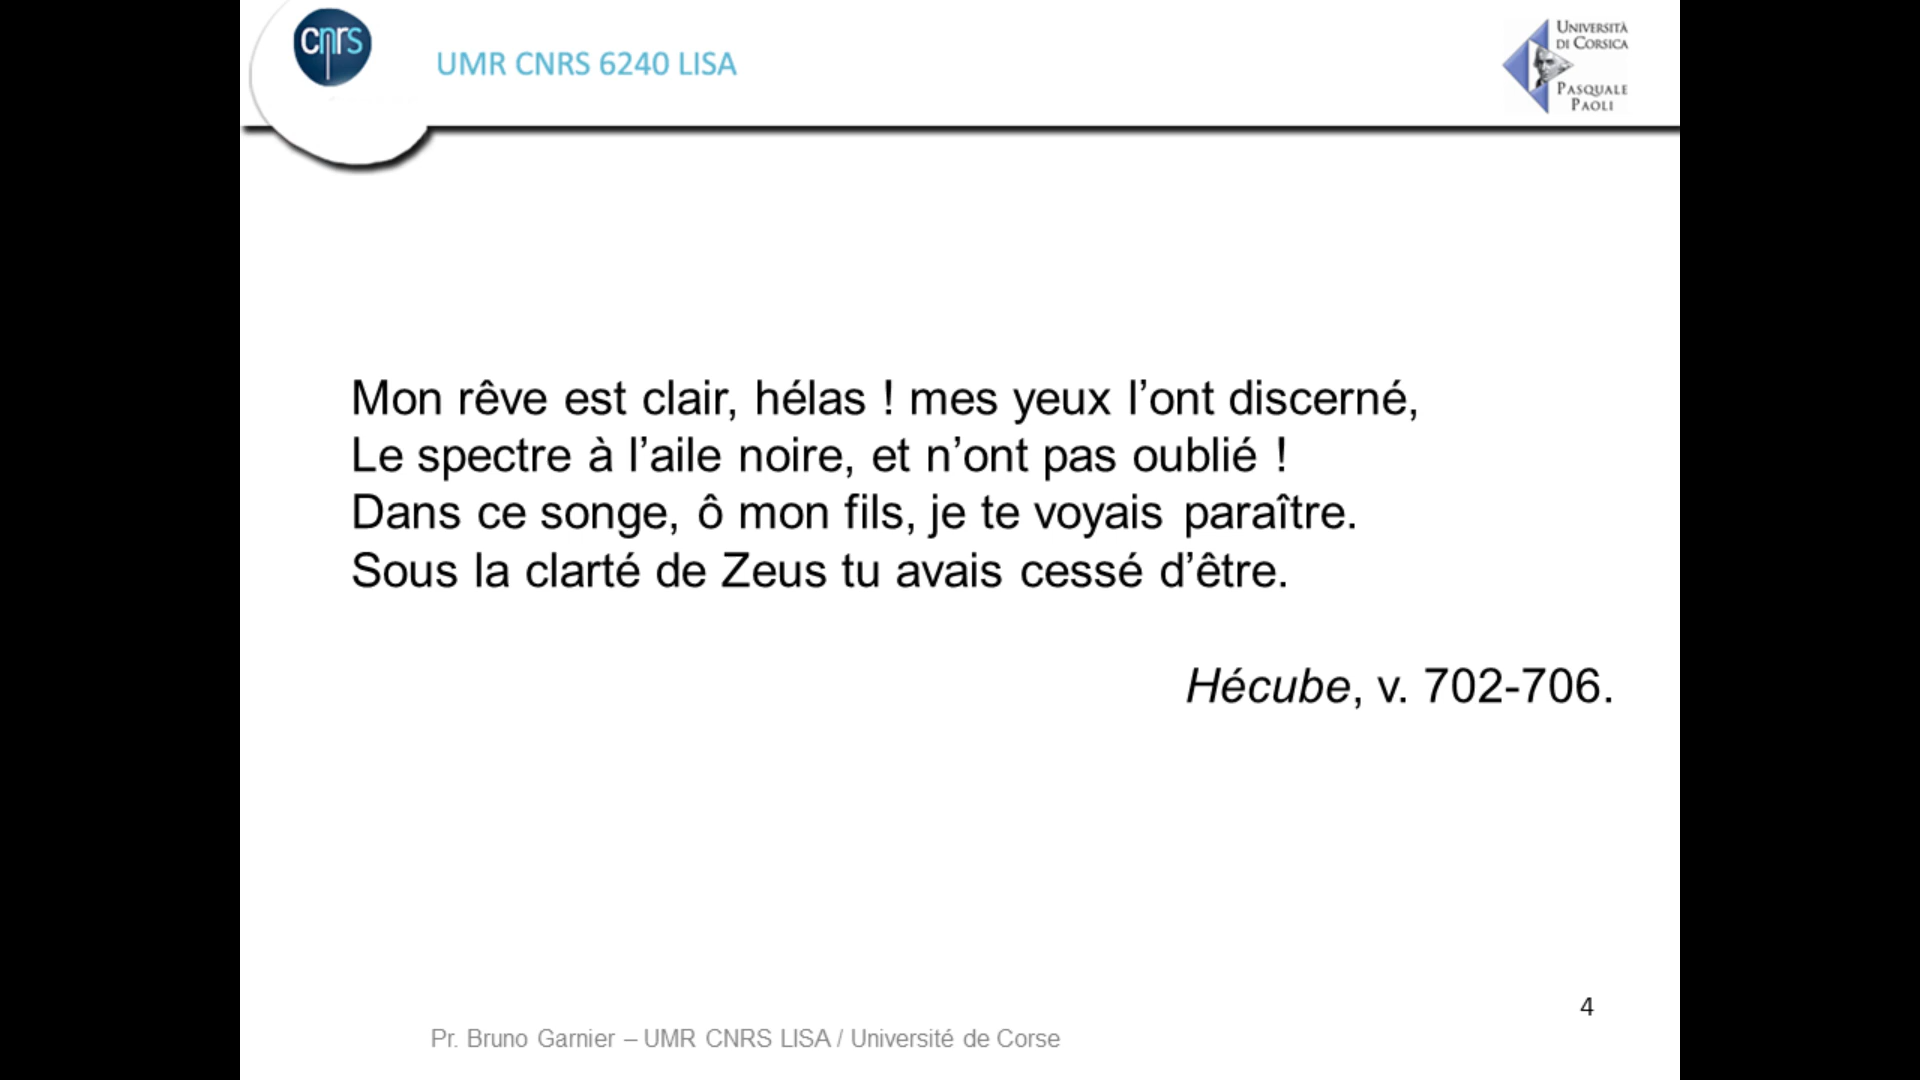 cnrs
UMR CNRS 6240 LISA
UNIVERSITÀ
DI CORSICA
PASQUALE
PAOLI
Mon rêve est clair, hélas ! mes yeux l’ont discerné,
Le spectre à l’aile noire, et n’ont pas oublié !
Dans ce songe, ô mon fils, je te voyais paraître.
Sous la clarté de Zeus tu avais cessé d’être.
Hécube, v. 702-706.
4
Pr. Bruno Garnier – UMR CNRS LISA / Université de Corse